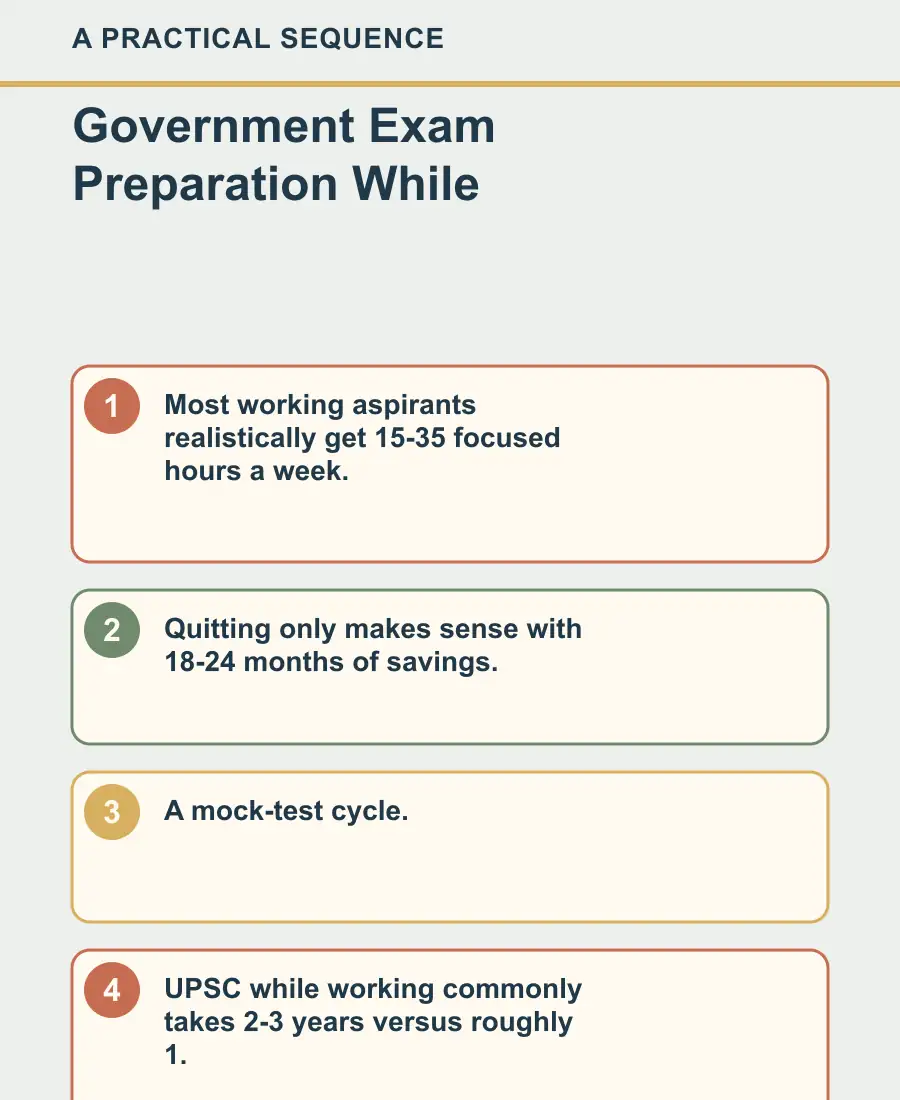 A PRACTICAL SEQUENCE
Government Exam
Preparation While
1
Most working aspirants
realistically get 15-35 focused
hours a week.
2
Quitting only makes sense with
18-24 months of savings.
3
A mock-test cycle.
4
UPSC while working commonly
takes 2-3 years versus roughly
1.